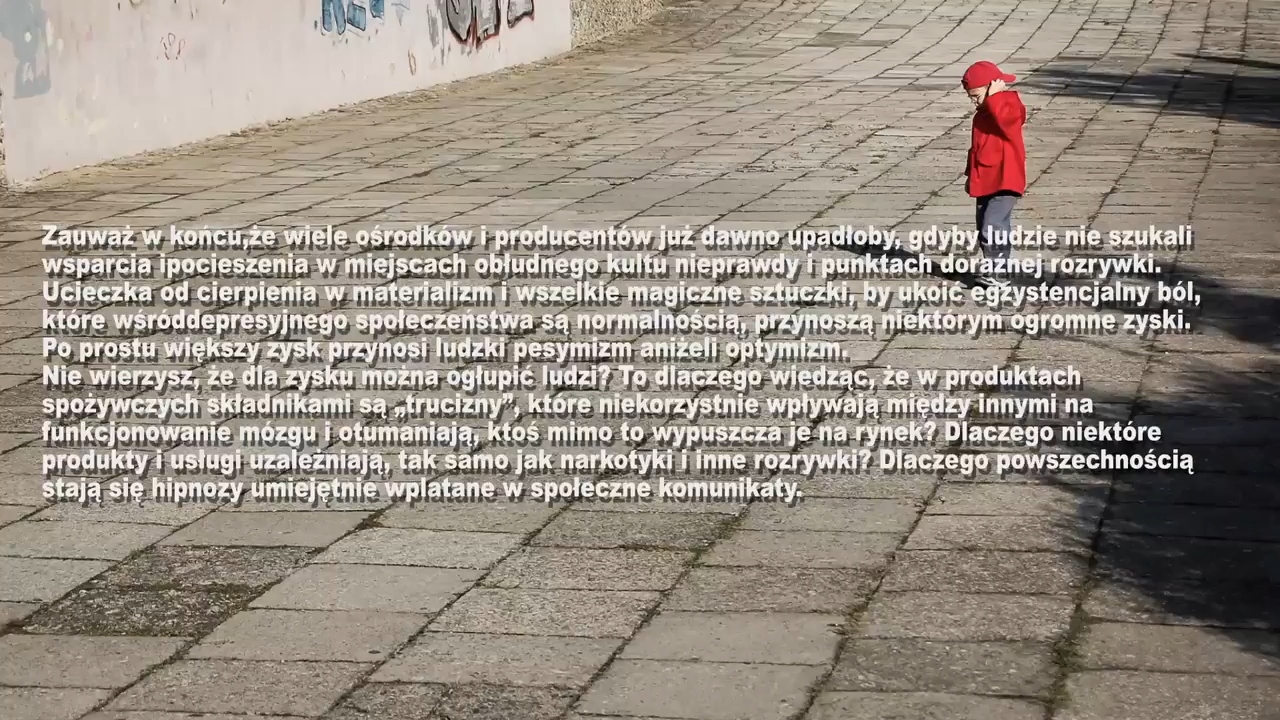 Zauważ w końcu,że wiele ośrodków i producentów już dawno upadłoby, gdyby ludzie nie szukali
wsparcia ipocieszenia w miejscach obłudnego kultu nieprawdy i punktach doraźnej rozrywki.
Ucieczka od cierpienia w materializm i wszelkie magiczne sztuczki, by ukoić egzystencjalny ból,
które wśróddepresyjnego społeczeństwa są normalnością, przynoszą niektórym ogromne zyski.
Po prostu większy zysk przynosi ludzki pesymizm aniżeli optymizm.
Nie wierzysz, że dla zysku można ogłupić ludzi? To dlaczego wiedząc, że w produktach
spożywczych składnikami są „trucizny”, które niekorzystnie wpływają między innymi na
funkcjonowanie mózgu i otumaniają, ktoś mimo to wypuszcza je na rynek? Dlaczego niektóre
produkty i usługi uzależniają, tak samo jak narkotyki i inne rozrywki? Dlaczego powszechnością
stają się hipnozy umiejętnie wplatane w społeczne komunikaty.